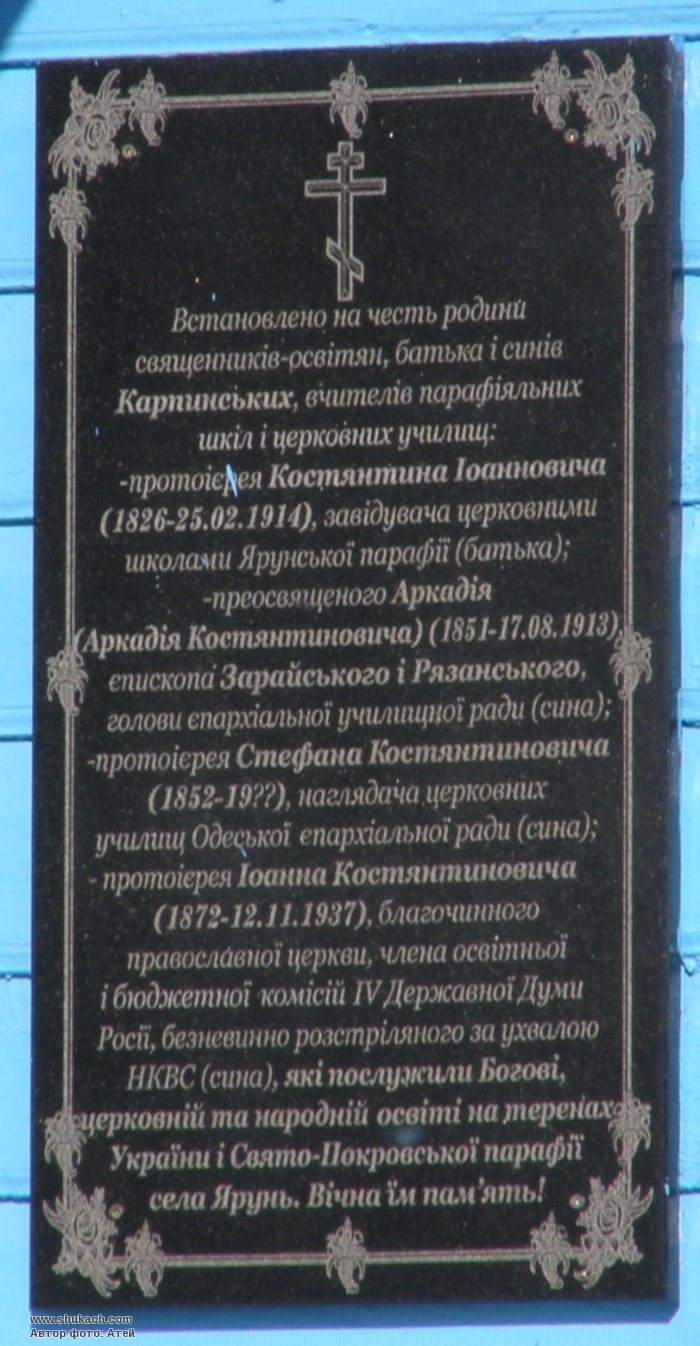 Встановлено на честь родини
священників-освітян, батька і синів
Карпинських, вчителів парафіяльних
шкіл і церковних училищ:
-протоієрея Костянтина Іоанновича
(1826-25.02.1914), завідувача церковними
школами Ярунської парафії (батька);
-преосвященого Аркадія
(Аркадія Костянтиновича) (1851-17.08.1913),
єпископа Зарайського і Рязанського,
голови єпархіальної училищної ради (сина);
-протоієрея Стефана Костянтиновича
(1852-19??), наглядача церковних
училищ Одеської єпархіальної ради (сина);
- протоієрея Іоанна Костянтиновича
(1872-12.11.1937), благочинного
православної церкви, члена освітньої
і бюджетної комісій IV Державної Думи
Росії, безневинно розстріляного за ухвалою
НКВС (сина), які послужили Богові,
церковній та народній освіті на теренах
України і Свято-Покровської парафії
села Ярунь. Вічна їм пам'ять!
www.shukach.com
Автор фото: Атей